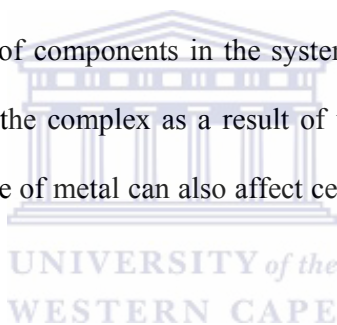 of components in the system
the complex as a result of
e of metal can also affect ce
UNIVERSITY of the
WESTERN CAPE